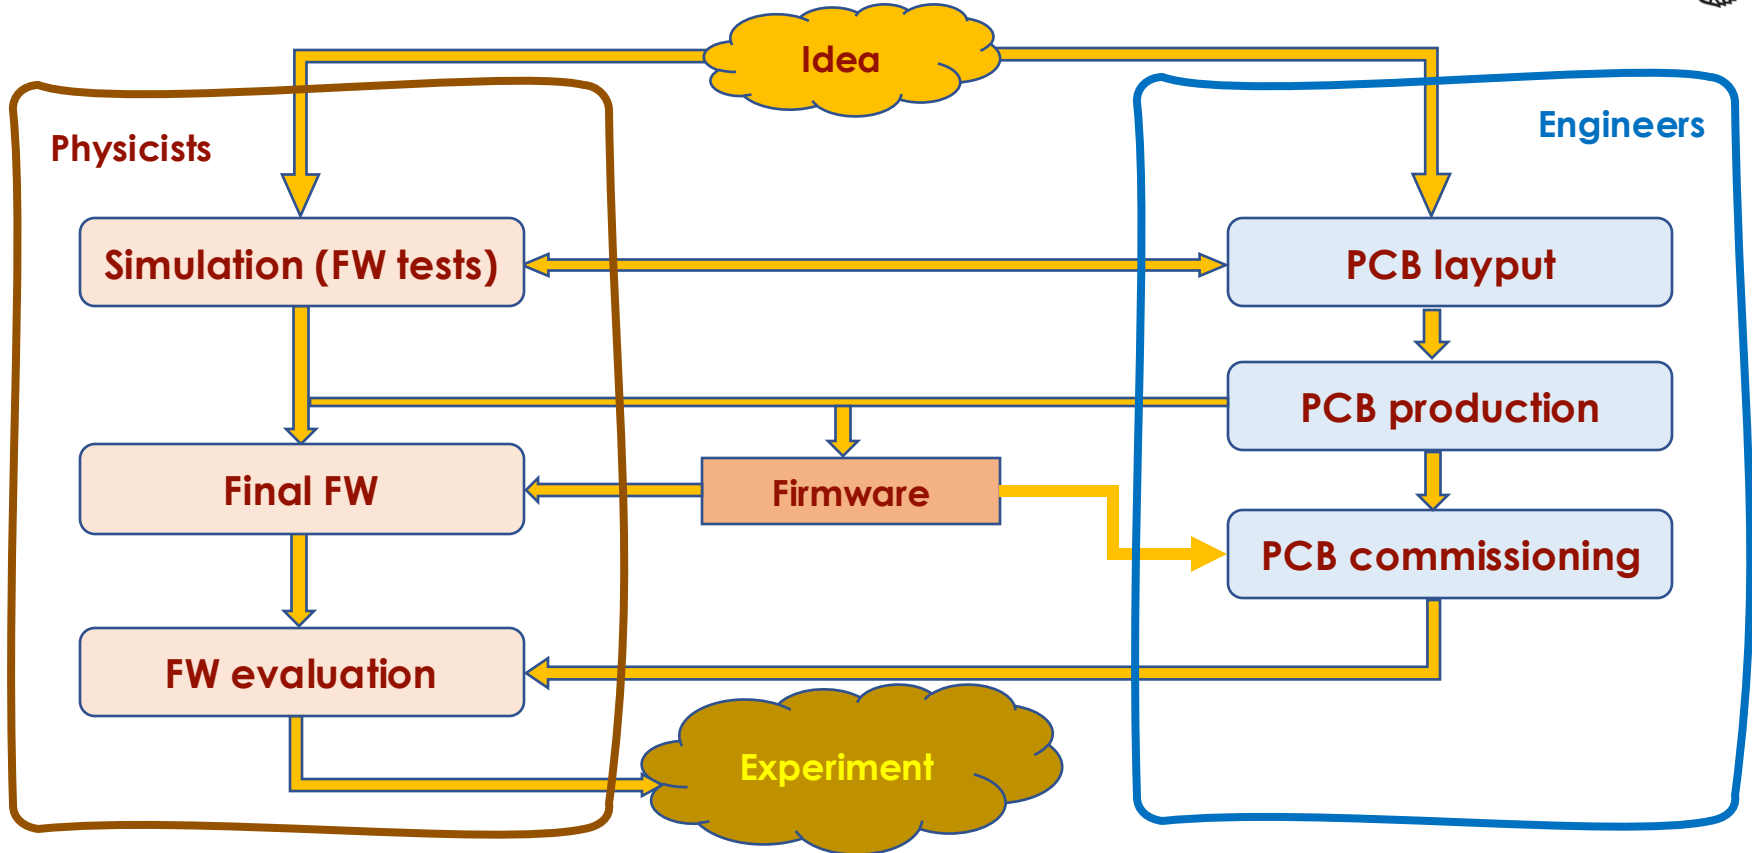 Idea
Physicists
Engineers
Simulation (FW tests)
PCB layput
PCB production
Final FW
Firmware
PCB commissioning
FW evaluation
Experiment